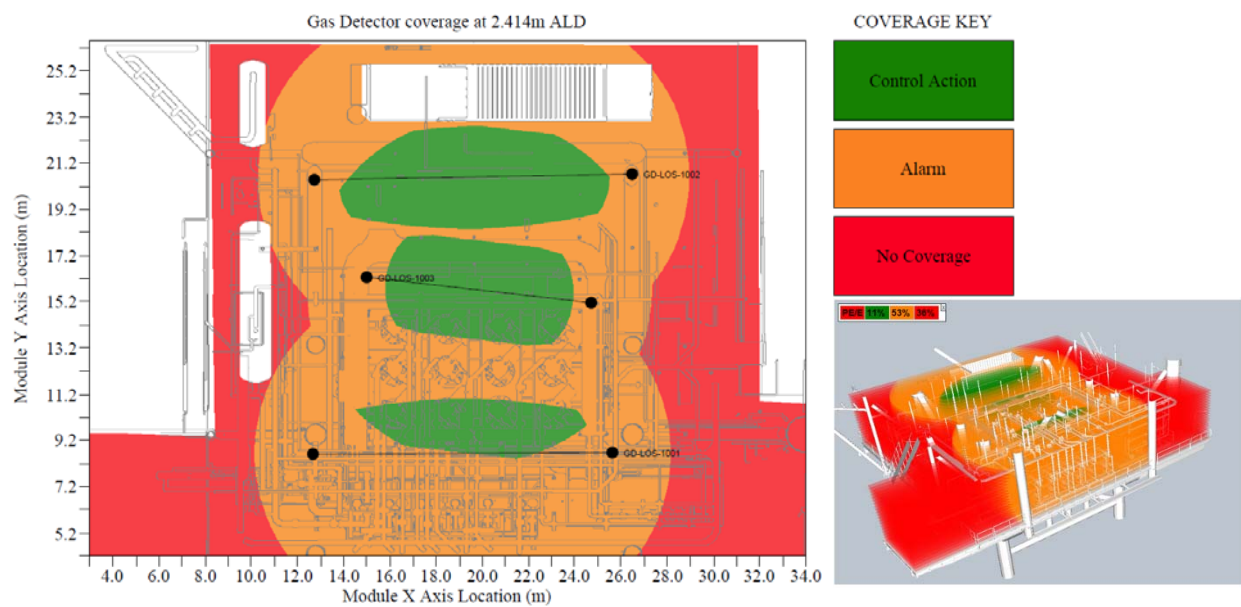 Gas Detector coverage at 2.414m ALD
COVERAGE KEY
Control Action
Alarm
No Coverage
Module Y Axis Location (m)
25.2
23.2
21.2
19.2
17.2
15.2
13.2
11.2
9.2
7.2
5.2
GD-LOS-1002
GD-LOS-1003
GD-LOS-1001
4.0 6.0 8.0 10.0 12.0 14.0 16.0 18.0 20.0 22.0 24.0 26.0 28.0 30.0 32.0 34.0
Module X Axis Location (m)
PE/E 11% 53% 36%